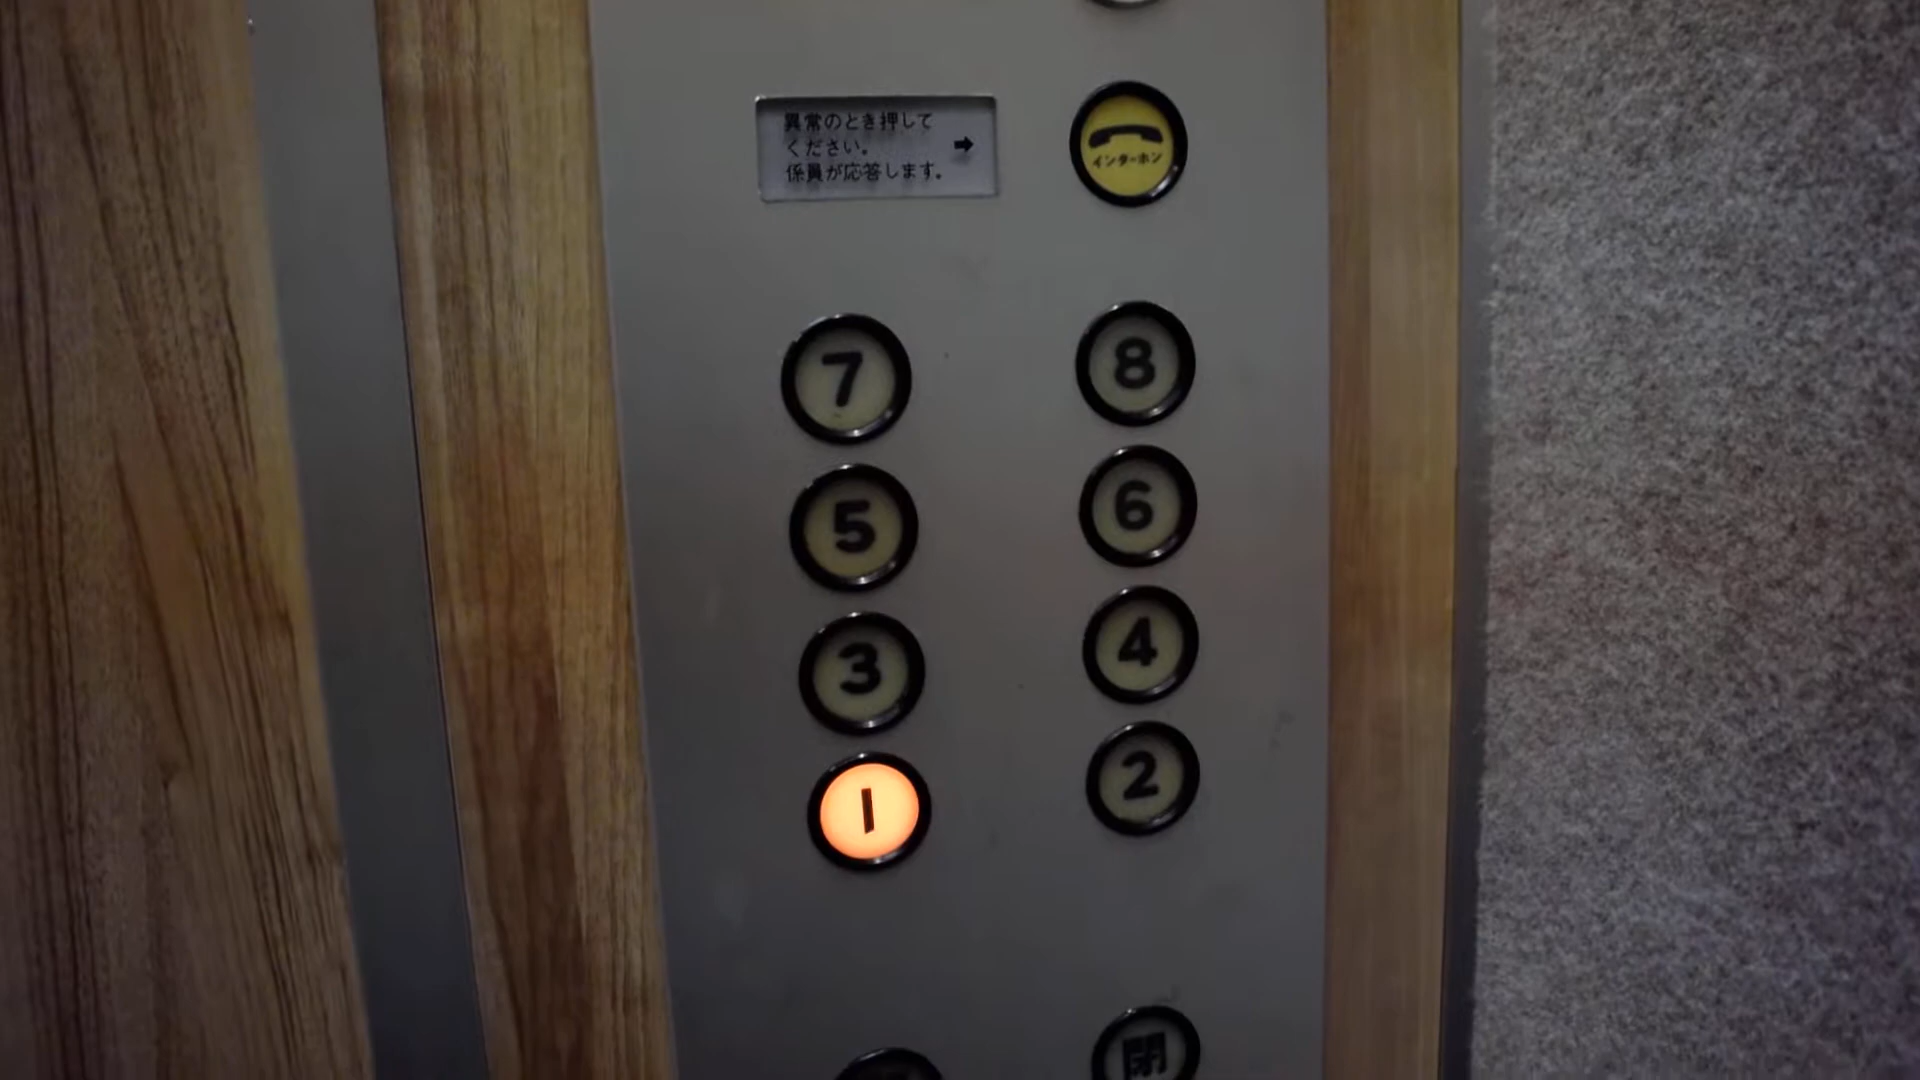 異常のとき押して
ください。
係員が応答します。
➡
インターホン
7 8
5 6
3 4
1 2
閉